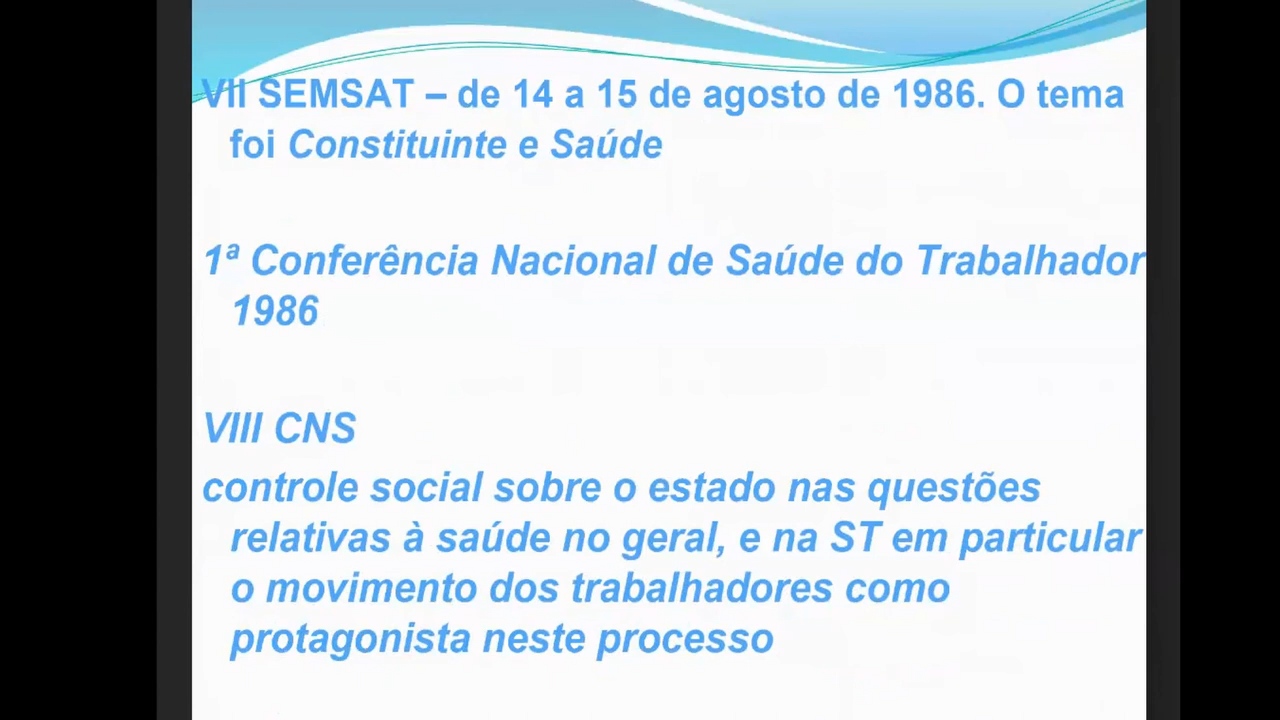 VII SEMSAT – de 14 a 15 de agosto de 1986. O tema
foi Constituinte e Saúde
1ª Conferência Nacional de Saúde do Trabalhador
1986
VIII CNS
controle social sobre o estado nas questões
relativas à saúde no geral, e na ST em particular
o movimento dos trabalhadores como
protagonista neste processo